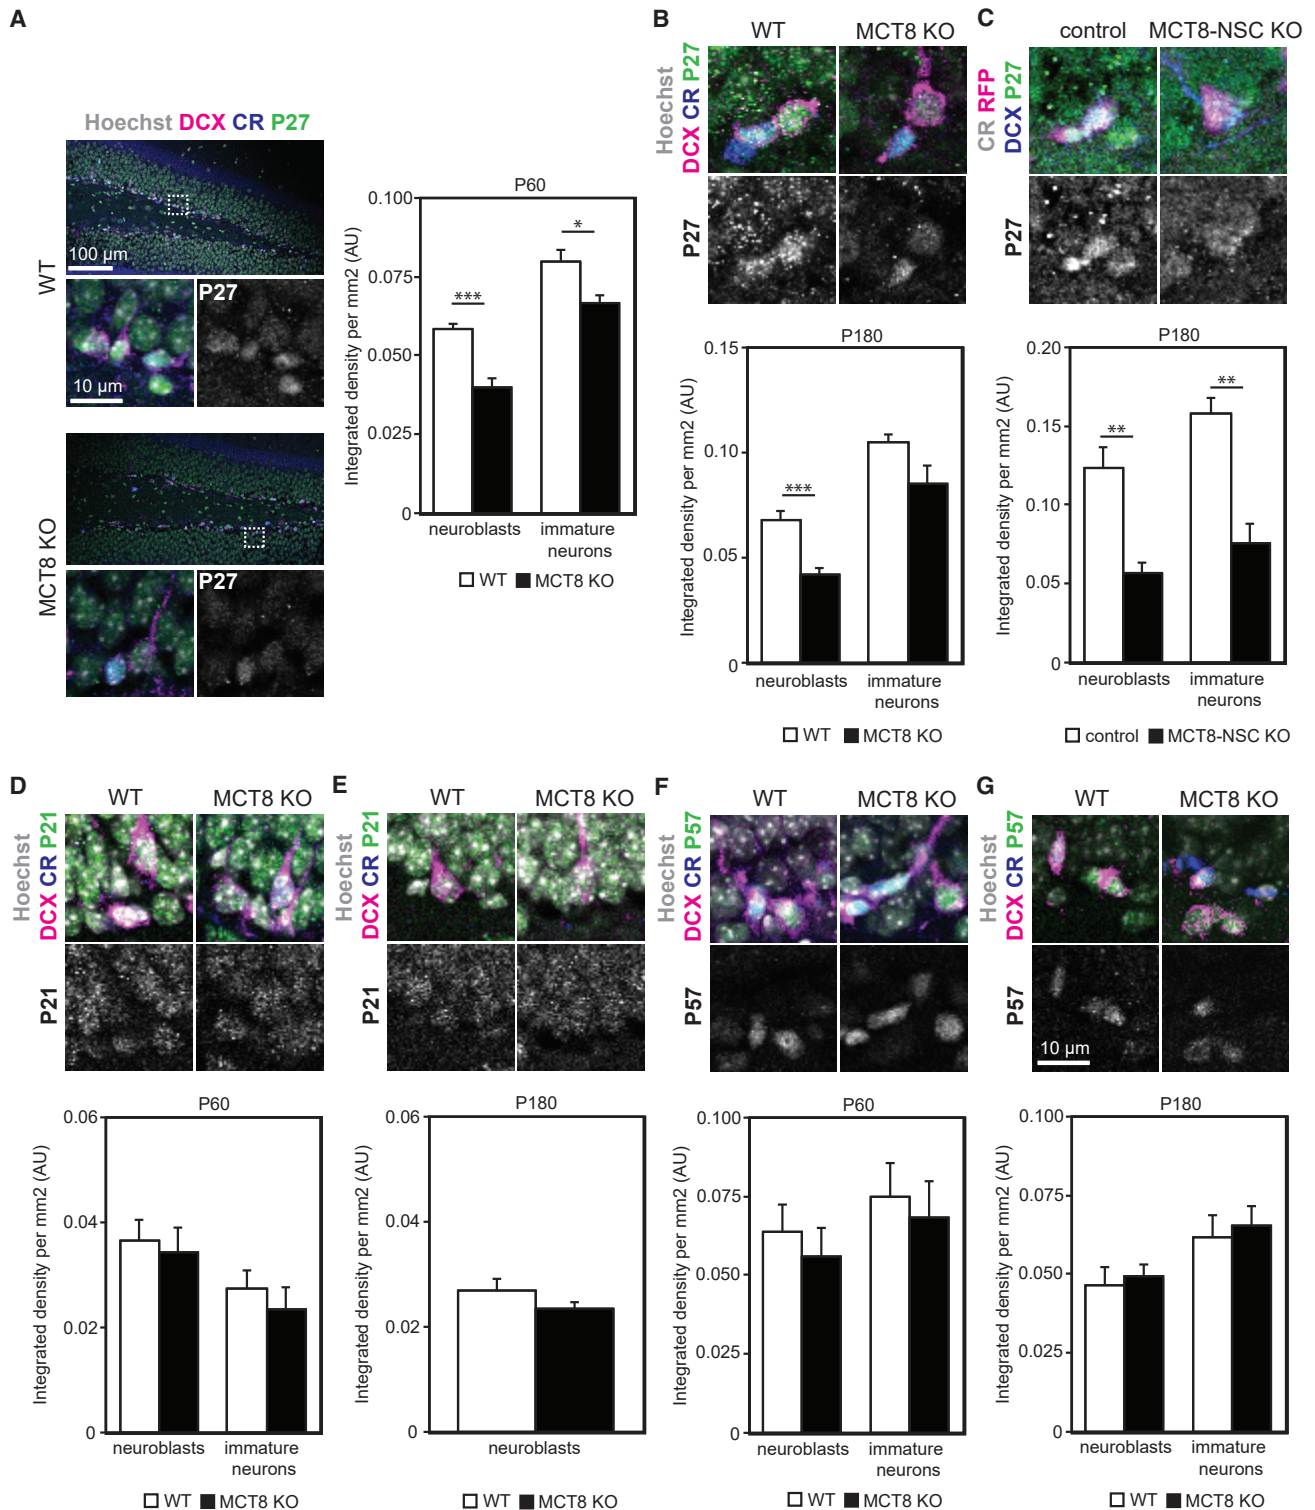 A
Hoechst DCX CR P27
WT
100 µm
P27
10 µm
MCT8 KO
P27
P60
Integrated density per mm2 (AU)
0.100
0.075
0.050
0.025
0
***
*
neuroblasts
immature
neurons
WT MCT8 KO
B
WT MCT8 KO
Hoechst
DCX CR P27
P27
P180
Integrated density per mm2 (AU)
0.15
0.10
0.05
0
***
neuroblasts
immature
neurons
WT MCT8 KO
C
control MCT8-NSC KO
CR RFP
DCX P27
P27
P180
Integrated density per mm2 (AU)
0.20
0.15
0.10
0.05
0
**
**
neuroblasts
immature
neurons
control MCT8-NSC KO
D
WT MCT8 KO
Hoechst
DCX CR P21
P21
P60
Integrated density per mm2 (AU)
0.06
0.04
0.02
0
neuroblasts
immature
neurons
WT MCT8 KO
E
WT MCT8 KO
Hoechst
DCX CR P21
P21
P180
Integrated density per mm2 (AU)
0.06
0.04
0.02
0
neuroblasts
WT MCT8 KO
F
WT MCT8 KO
Hoechst
DCX CR P57
P57
P60
Integrated density per mm2 (AU)
0.100
0.075
0.050
0.025
0
neuroblasts
immature
neurons
WT MCT8 KO
G
WT MCT8 KO
Hoechst
DCX CR P57
P57
10 µm
P180
Integrated density per mm2 (AU)
0.100
0.075
0.050
0.025
0
neuroblasts
immature
neurons
WT MCT8 KO